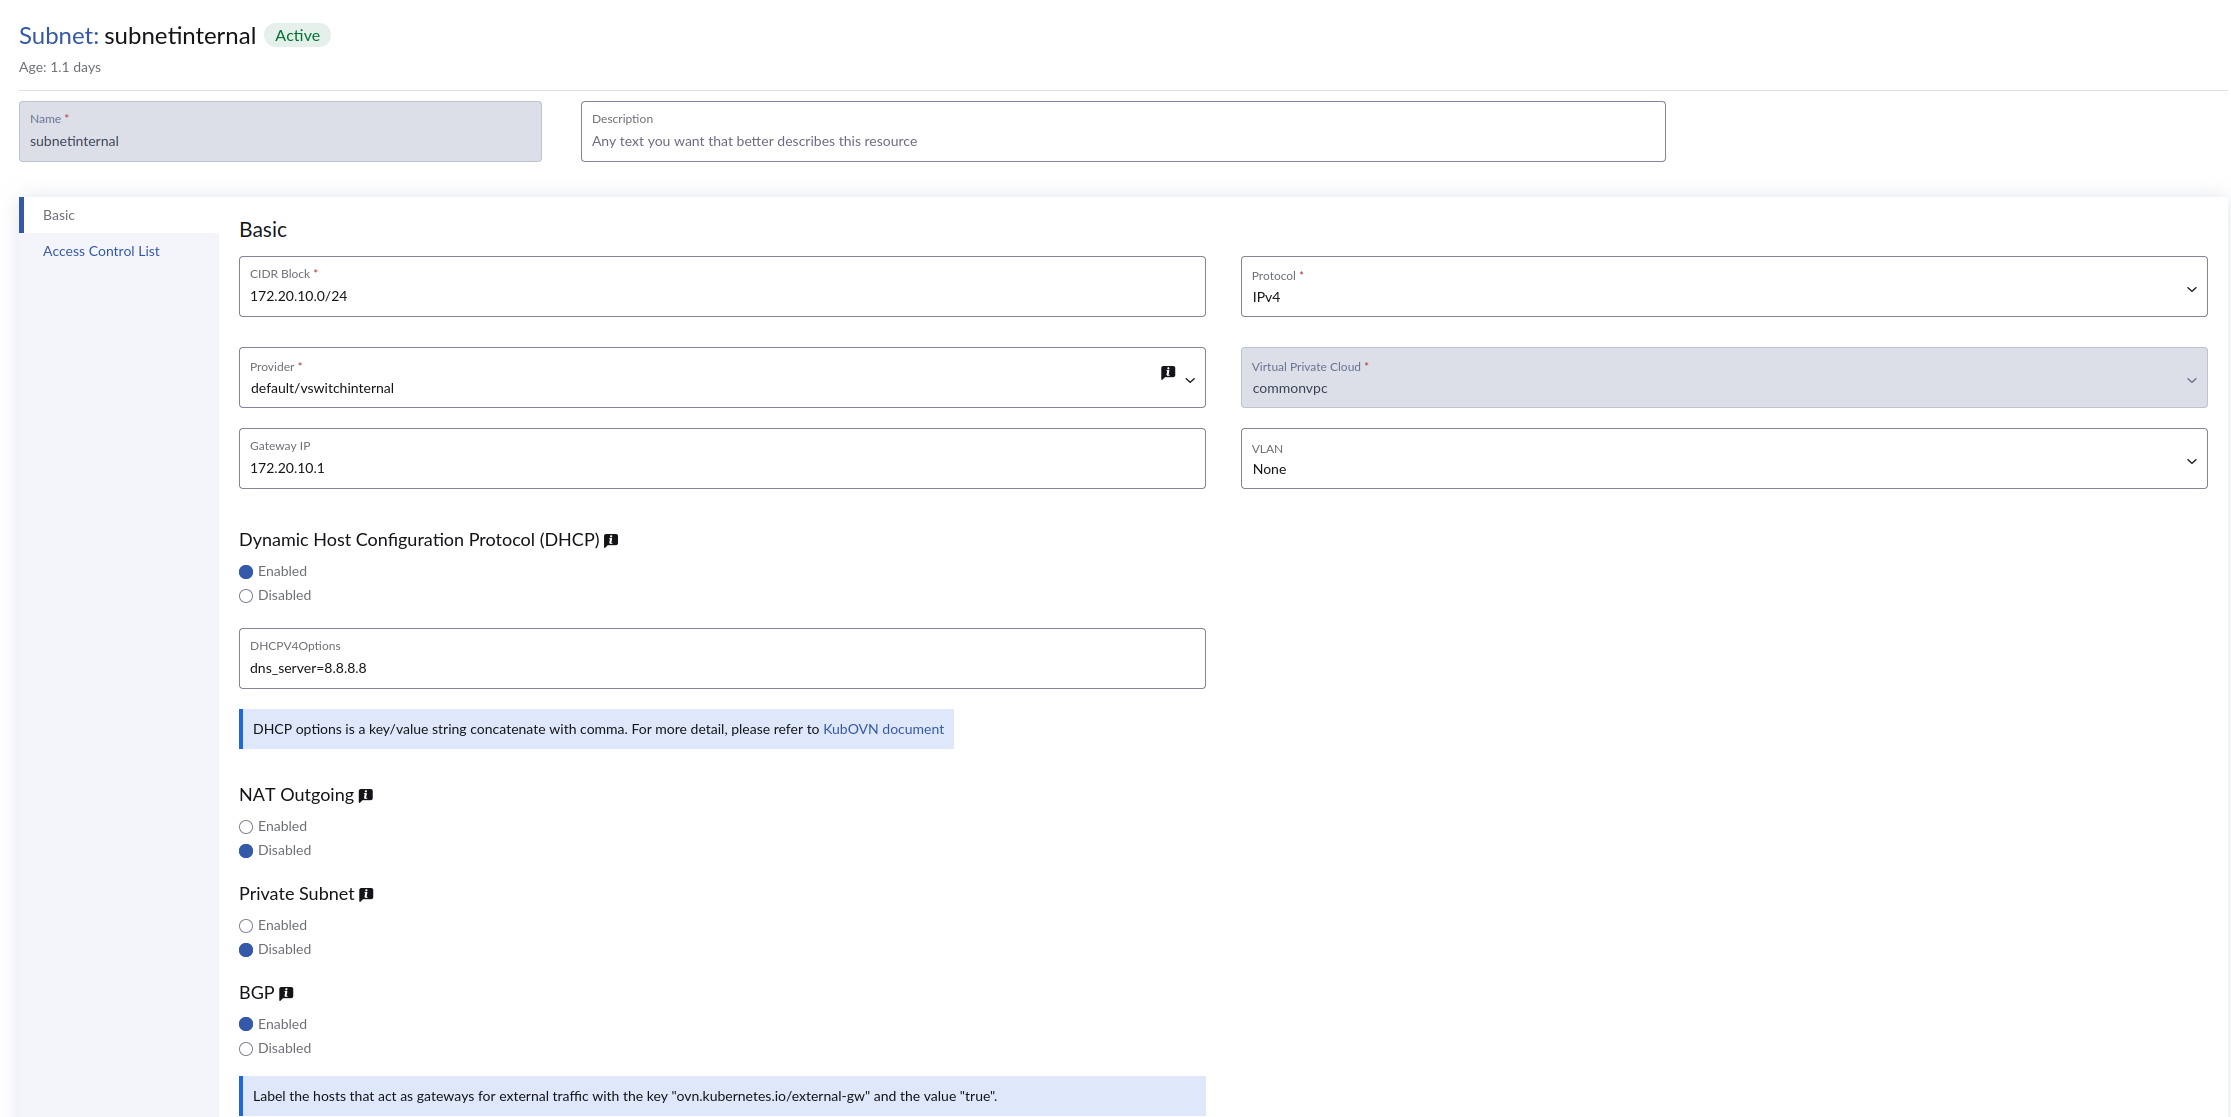 Subnet: subnetinternal Active
Age: 1.1 days
Name *
subnetinternal
Description
Any text you want that better describes this resource
Basic
Access Control List
Basic
CIDR Block *
172.20.10.0/24
Protocol *
IPv4
Provider *
default/vswitchinternal
Virtual Private Cloud *
commonvpc
Gateway IP
172.20.10.1
VLAN
None
Dynamic Host Configuration Protocol (DHCP)
Enabled
Disabled
DHCPV4Options
dns_server=8.8.8.8
DHCP options is a key/value string concatenate with comma. For more detail, please refer to KubOVN document
NAT Outgoing
Enabled
Disabled
Private Subnet
Enabled
Disabled
BGP
Enabled
Disabled
Label the hosts that act as gateways for external traffic with the key "ovn.kubernetes.io/external-gw" and the value "true".